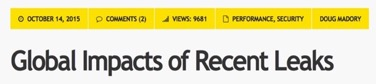 OCTOBER 14, 2015 COMMENTS (2) VIEWS: 9681 PERFORMANCE, SECURITY DOUG MADORY
Global Impacts of Recent Leaks